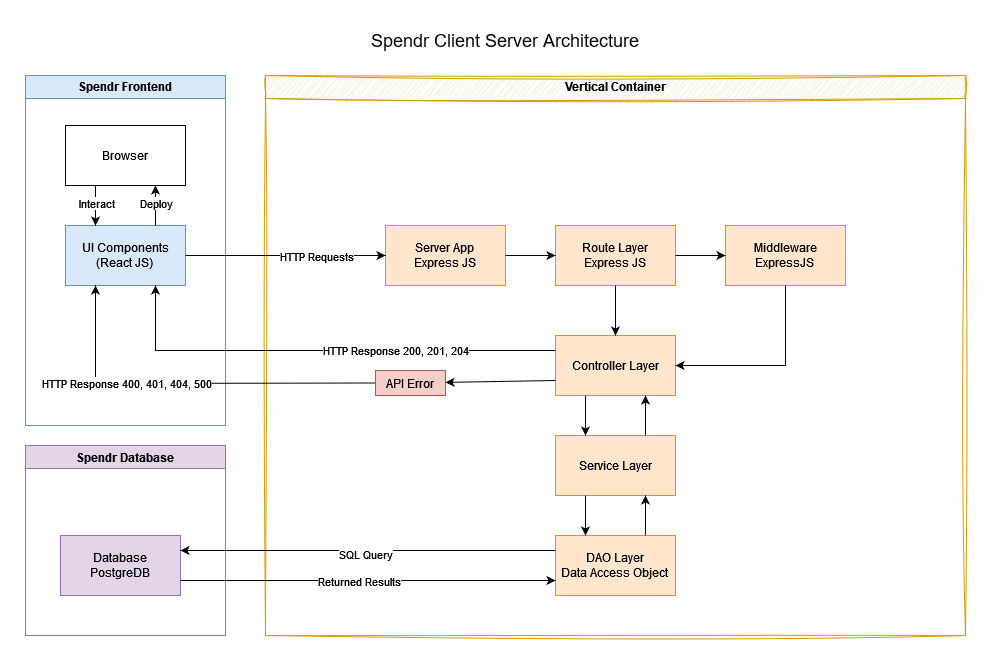 Spendr Client Server Architecture
Spendr Frontend
Vertical Container
Browser
Interact
Deploy
UI Components
(React JS)
HTTP Requests
Server App
Express JS
Route Layer
Express JS
Middleware
ExpressJS
HTTP Response 200, 201, 204
Controller Layer
HTTP Response 400, 401, 404, 500
API Error
Spendr Database
Service Layer
Database
PostgreDB
SQL Query
Returned Results
DAO Layer
Data Access Object